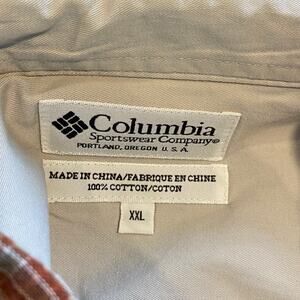 Columbia
Sportswear Company®
PORTLAND, OREGON U. S. A.
MADE IN CHINA/FABRIQUE EN CHINE
100% COTTON/COTON
XXL